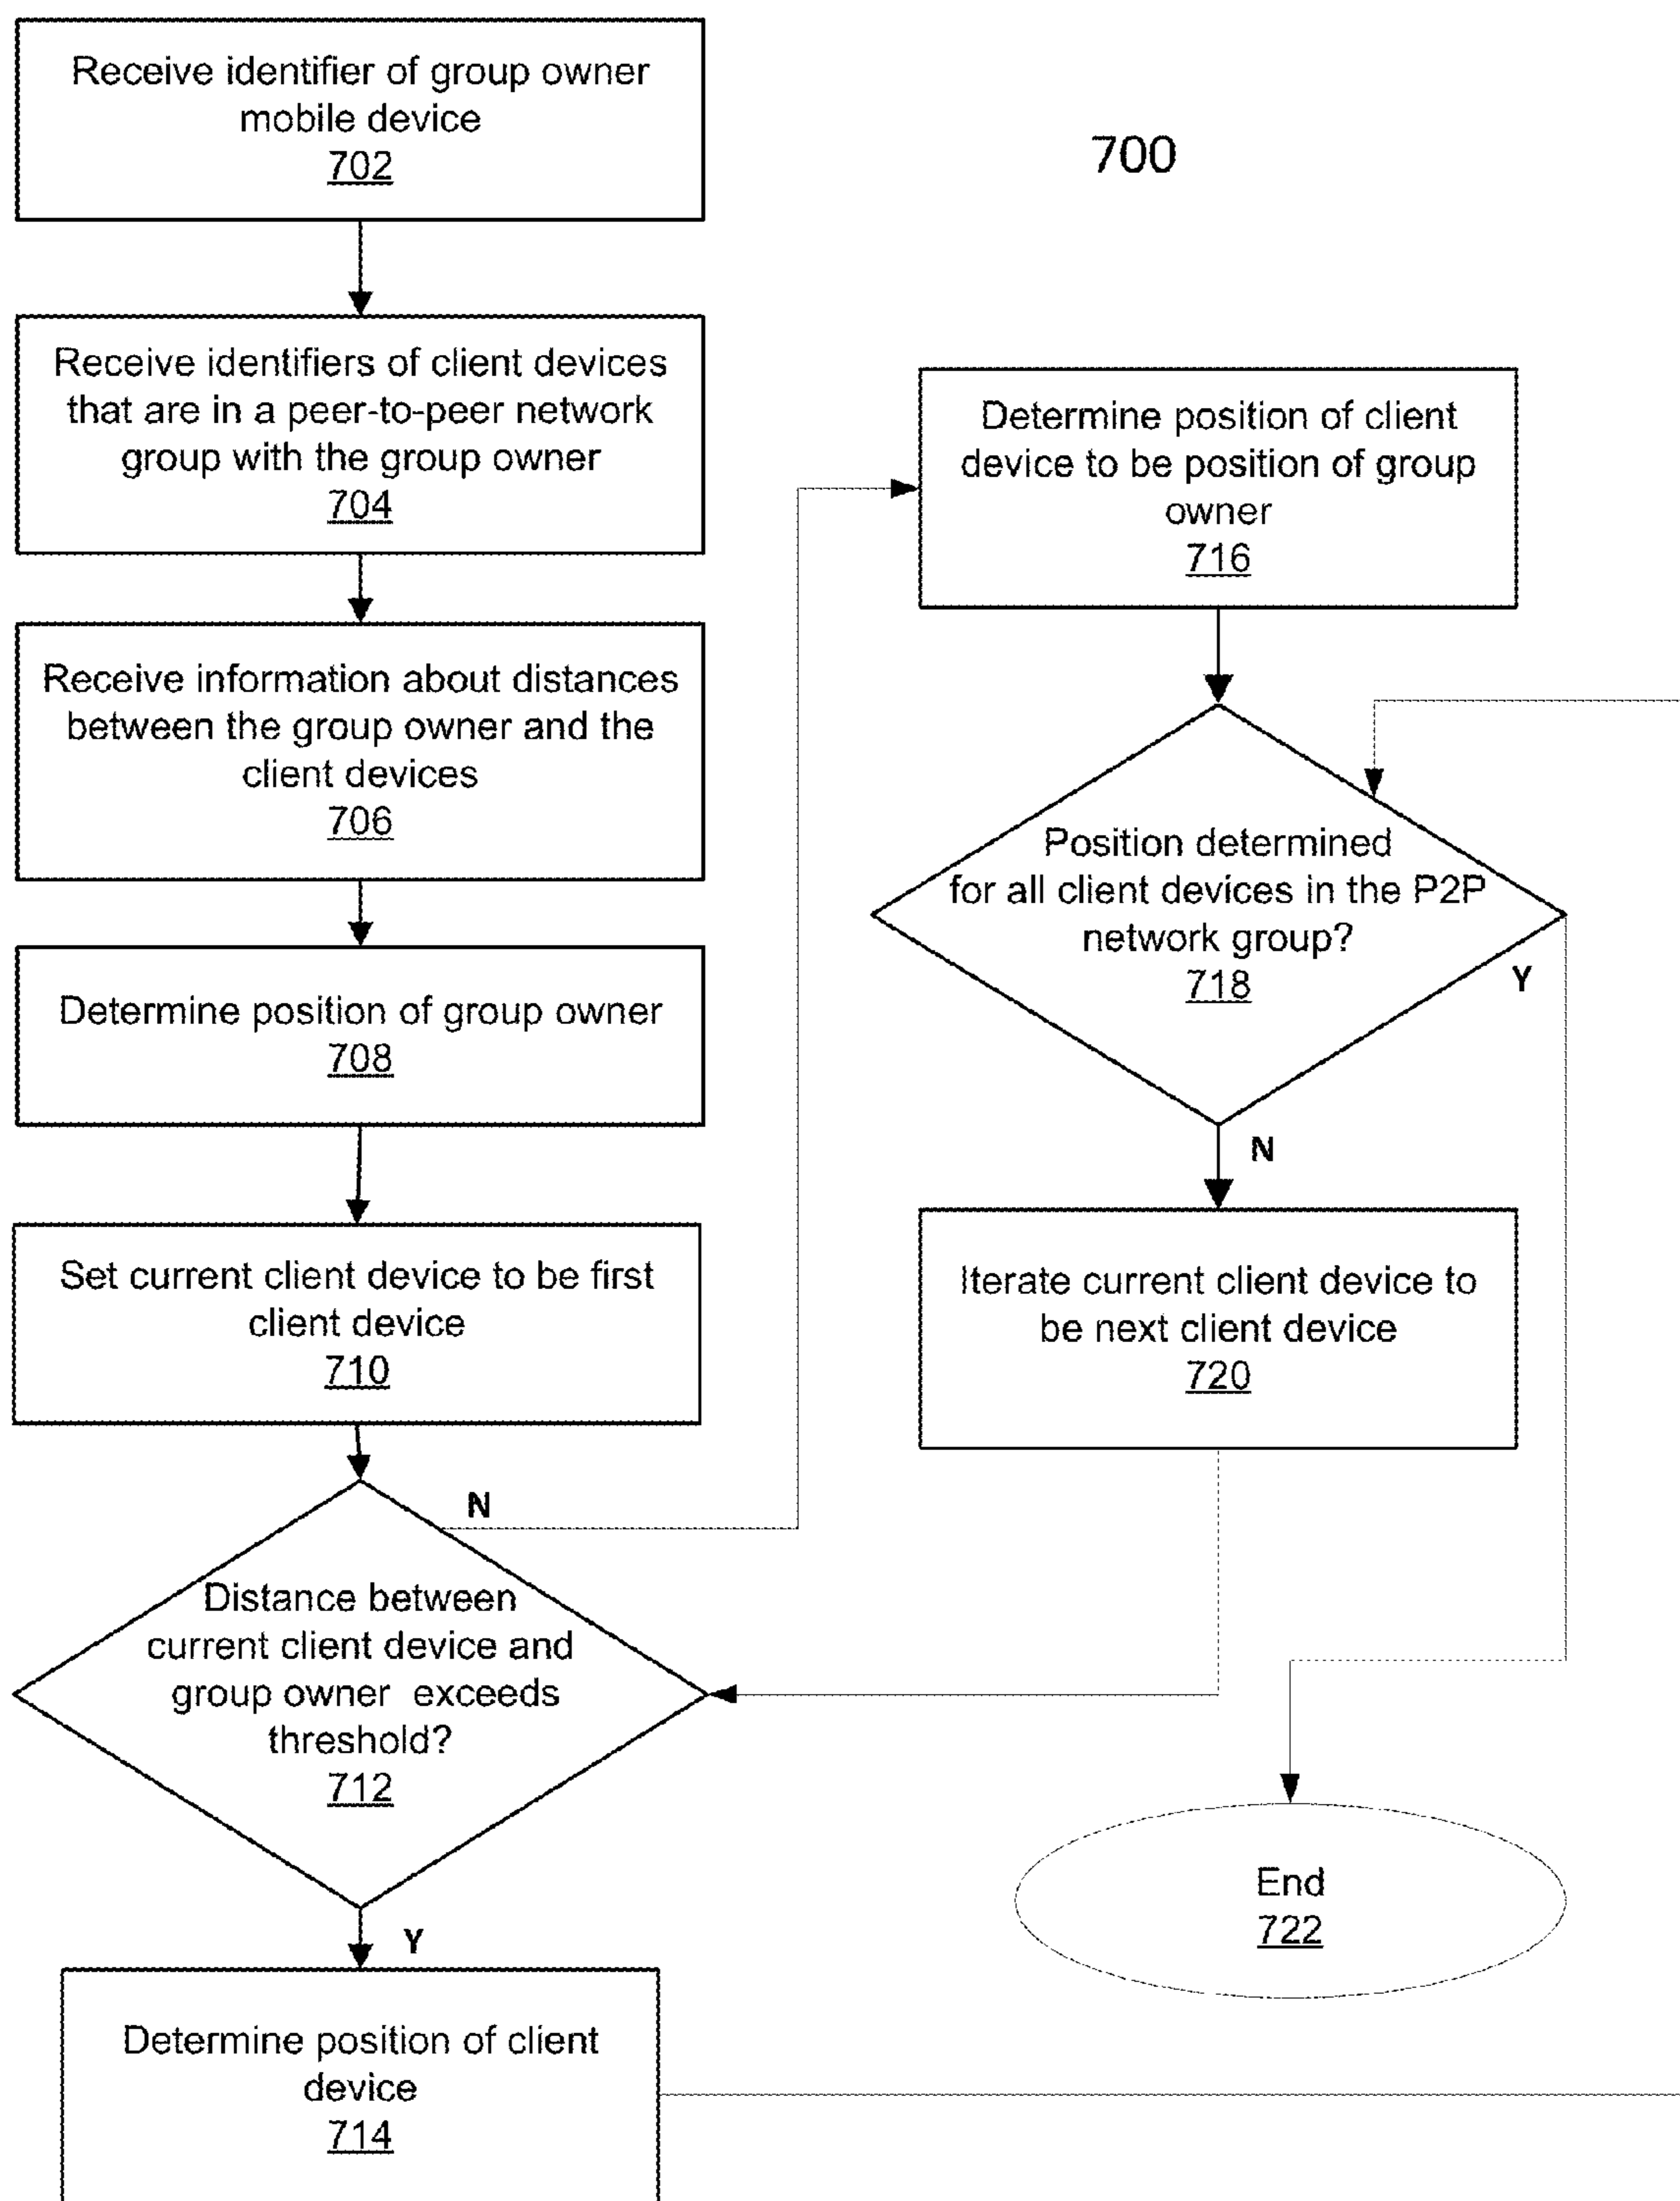 Receive identifier of group owner
mobile device
702
700
Receive identifiers of client devices
that are in a peer-to-peer network
group with the group owner
704
Receive information about distances
between the group owner and the
client devices
706
Determine position of group owner
708
Set current client device to be first
client device
710
N
Distance between
current client device and
group owner exceeds
threshold?
712
Y
Determine position of client
device
714
Determine position of client
device to be position of group
owner
716
Position determined
for all client devices in the P2P
network group?
718
Y
N
Iterate current client device to
be next client device
720
End
722